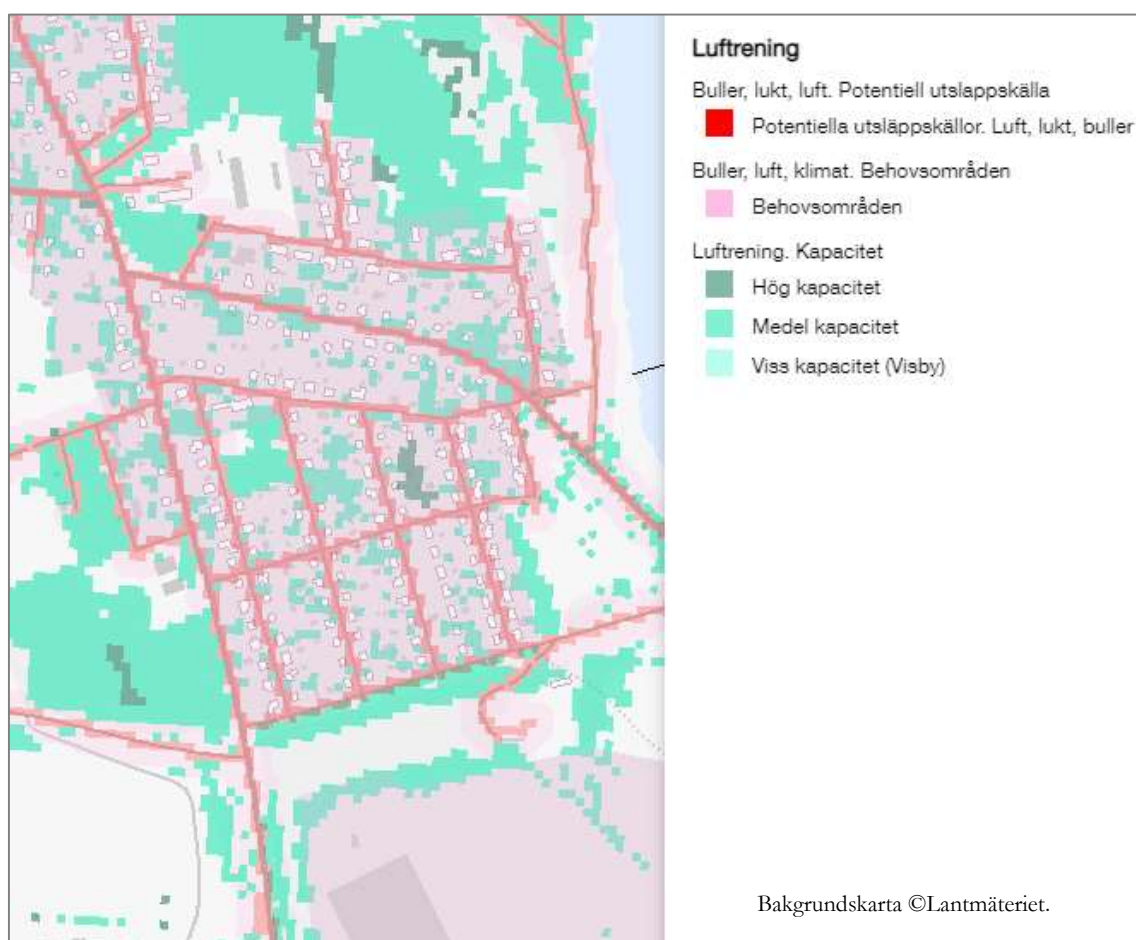 Luftrening
Buller, lukt, luft. Potentiell utslappskälla
Potentiella utsläppskällor. Luft, lukt, buller
Buller, luft, klimat. Behovsområden
Behovsområden
Luftrening. Kapacitet
Hög kapacitet
Medel kapacitet
Viss kapacitet (Visby)
Bakgrundskarta ©Lantmäteriet.